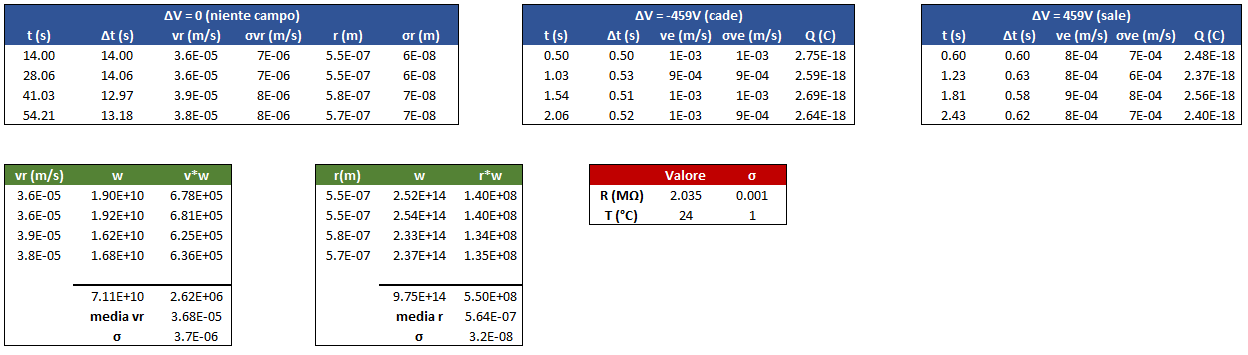 ΔV = 0 (niente campo)
t (s) Δt (s) vr (m/s) σvr (m/s) r (m) σr (m)
14.00 14.00 3.6E-05 7E-06 5.5E-07 6E-08
28.06 14.06 3.6E-05 7E-06 5.5E-07 6E-08
41.03 12.97 3.9E-05 8E-06 5.8E-07 7E-08
54.21 13.18 3.8E-05 8E-06 5.7E-07 7E-08
ΔV = -459V (cade)
t (s) Δt (s) ve (m/s) σve (m/s) Q (C)
0.50 0.50 1E-03 1E-03 2.75E-18
1.03 0.53 9E-04 9E-04 2.59E-18
1.54 0.51 1E-03 1E-03 2.69E-18
2.06 0.52 1E-03 9E-04 2.64E-18
ΔV = 459V (sale)
t (s) Δt (s) ve (m/s) σve (m/s) Q (C)
0.60 0.60 8E-04 7E-04 2.48E-18
1.23 0.63 8E-04 6E-04 2.37E-18
1.81 0.58 9E-04 8E-04 2.56E-18
2.43 0.62 8E-04 7E-04 2.40E-18
vr (m/s) w v*w
3.6E-05 1.90E+10 6.78E+05
3.6E-05 1.92E+10 6.81E+05
3.9E-05 1.62E+10 6.25E+05
3.8E-05 1.68E+10 6.36E+05
7.11E+10 2.62E+06
media vr 3.68E-05
σ 3.7E-06
r(m) w r*w
5.5E-07 2.52E+14 1.40E+08
5.5E-07 2.54E+14 1.40E+08
5.8E-07 2.33E+14 1.34E+08
5.7E-07 2.37E+14 1.35E+08
9.75E+14 5.50E+08
media r 5.64E-07
σ 3.2E-08
Valore σ
R (MΩ) 2.035 0.001
T (°C) 24 1